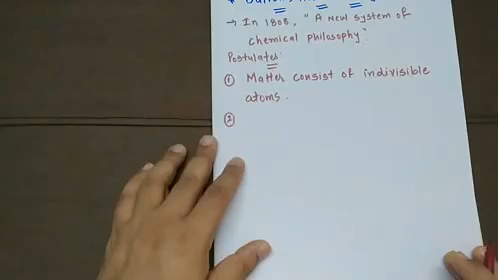 → In 1808, "A New system of
chemical philosophy".
Postulates:
① Matter consist of indivisible
atoms.
②